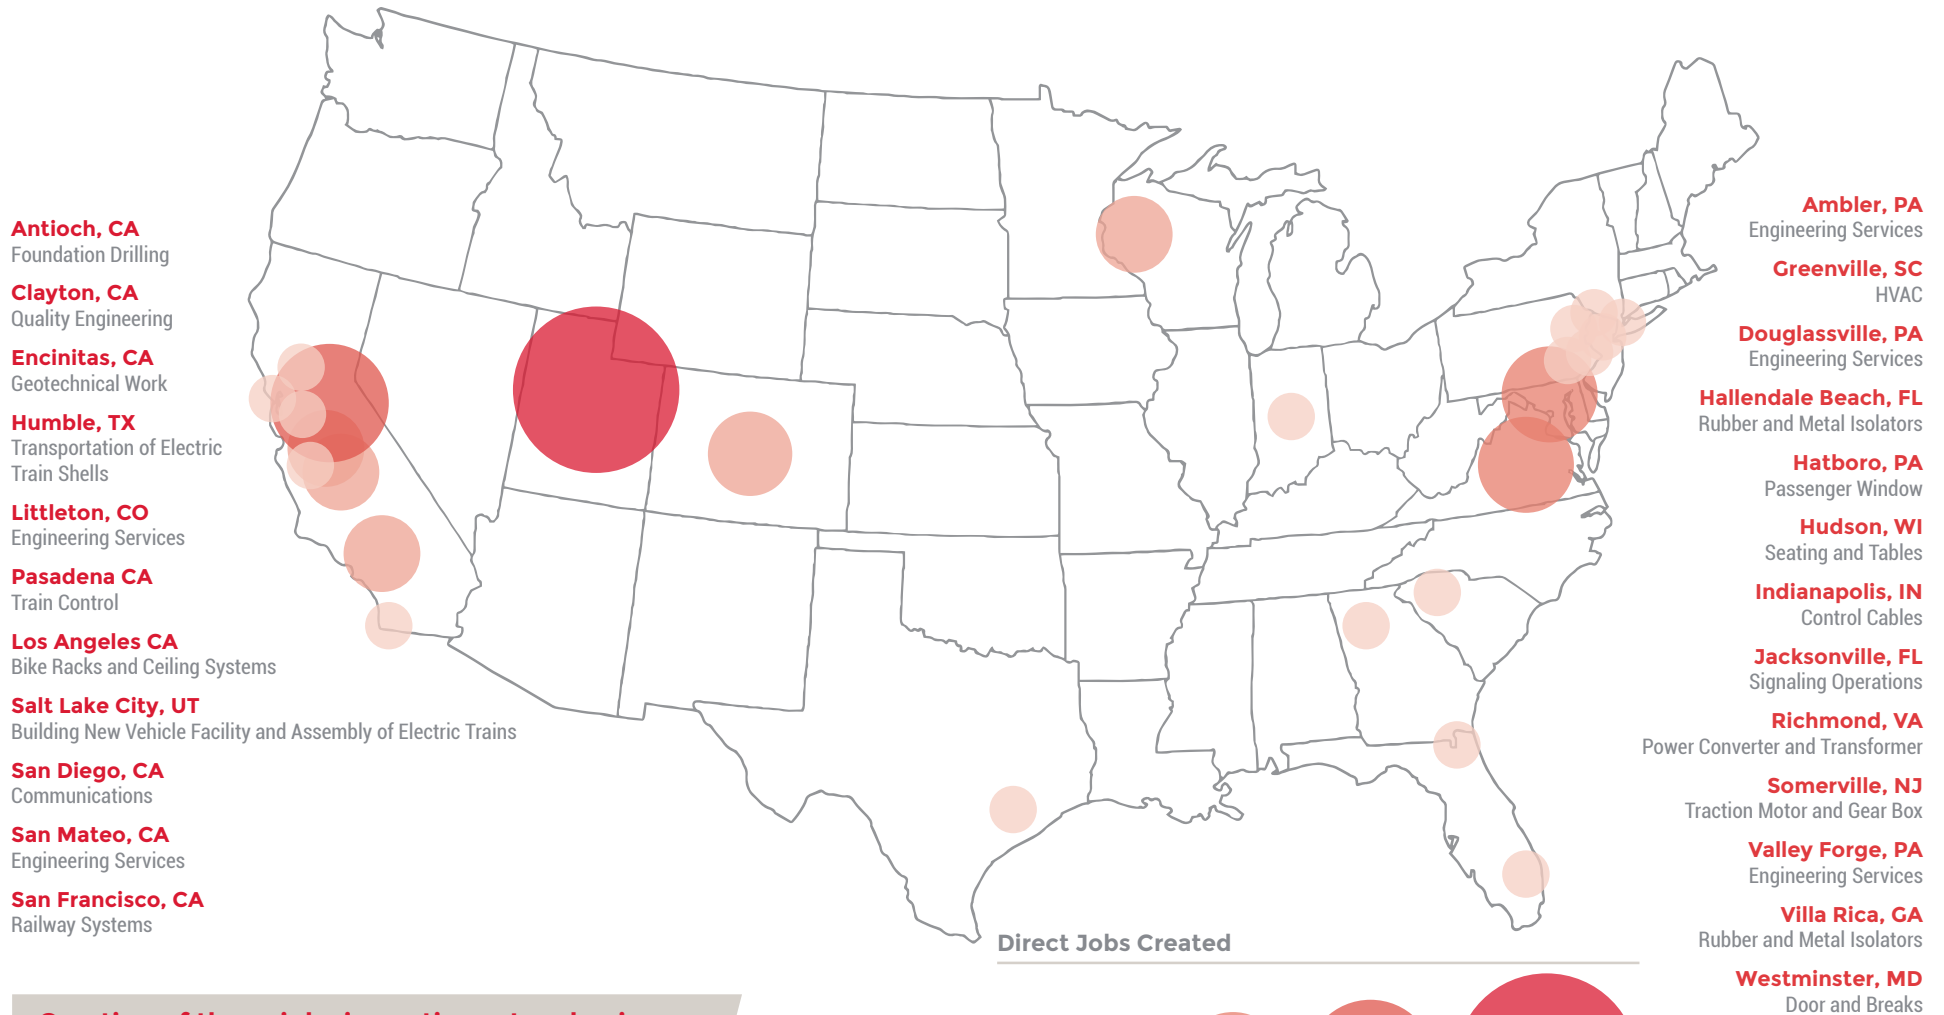 Antioch, CA
Foundation Drilling
Clayton, CA
Quality Engineering
Encinitas, CA
Geotechnical Work
Humble, TX
Transportation of Electric
Train Shells
Littleton, CO
Engineering Services
Pasadena CA
Train Control
Los Angeles CA
Bike Racks and Ceiling Systems
Salt Lake City, UT
Building New Vehicle Facility and Assembly of Electric Trains
San Diego, CA
Communications
San Mateo, CA
Engineering Services
San Francisco, CA
Railway Systems
Ambler, PA
Engineering Services
Greenville, SC
HVAC
Douglassville, PA
Engineering Services
Hallendale Beach, FL
Rubber and Metal Isolators
Hatboro, PA
Passenger Window
Hudson, WI
Seating and Tables
Indianapolis, IN
Control Cables
Jacksonville, FL
Signaling Operations
Richmond, VA
Power Converter and Transformer
Somerville, NJ
Traction Motor and Gear Box
Valley Forge, PA
Engineering Services
Villa Rica, GA
Rubber and Metal Isolators
Westminster, MD
Door and Breaks
Direct Jobs Created